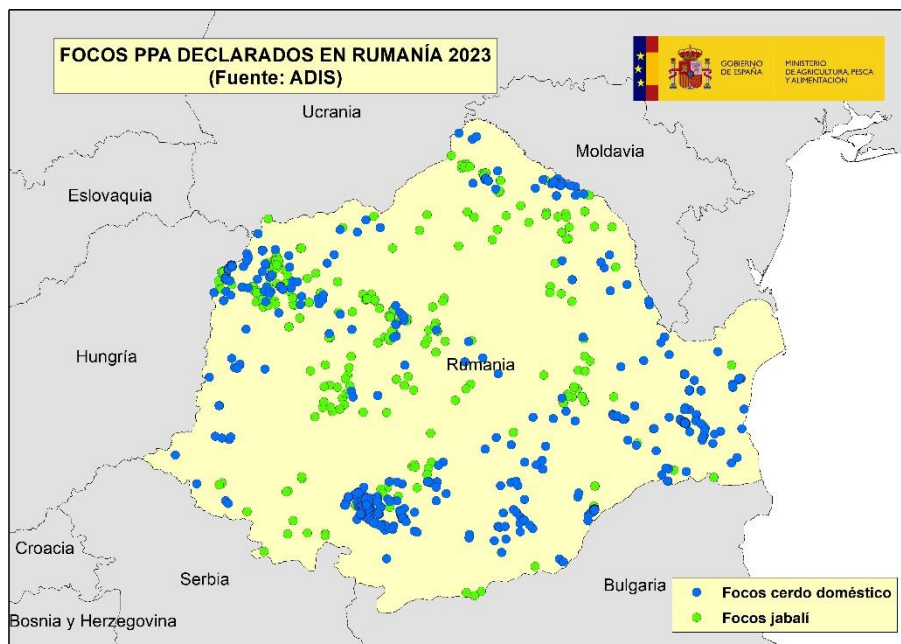 FOCOS PPA DECLARADOS EN RUMANÍA 2023
(Fuente: ADIS)
GOBIERNO
DE ESPAÑA
MINISTERIO
DE AGRICULTURA, PESCA
Y ALIMENTACIÓN
Ucrania
Moldavia
Eslovaquia
Hungría
Rumania
Croacia
Serbia
Bulgaria
Bosnia y Herzegovina
Focos cerdo doméstico
Focos jabalí